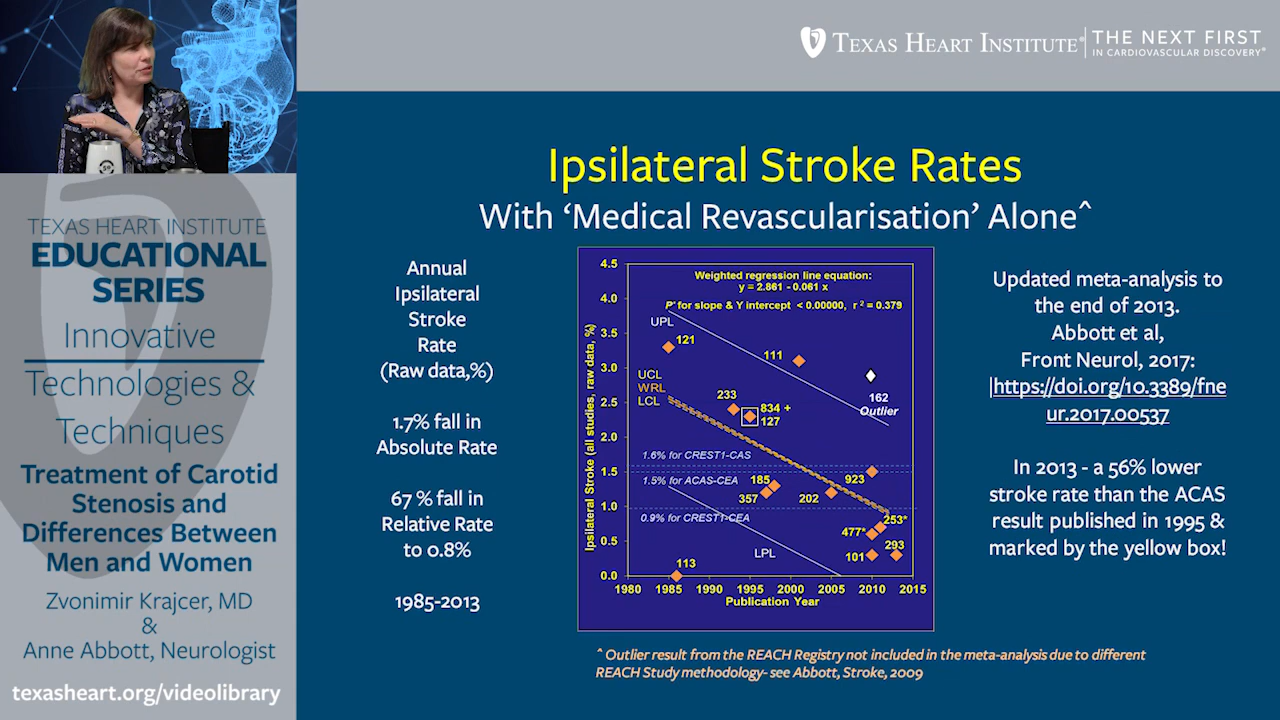 TEXAS HEART INSTITUTE®
THE NEXT FIRST
IN CARDIOVASCULAR DISCOVERY®
TEXAS HEART INSTITUTE
EDUCATIONAL
SERIES
Innovative
Technologies &
Techniques
Treatment of Carotid
Stenosis and
Differences Between
Men and Women
Zvonimir Krajcer, MD
&
Anne Abbott, Neurologist
texasheart.org/videolibrary
Ipsilateral Stroke Rates
With ‘Medical Revascularisation’ Alone^
Annual
Ipsilateral
Stroke
Rate
(Raw data,%)
1.7% fall in
Absolute Rate
67 % fall in
Relative Rate
to 0.8%
1985-2013
Ipsilateral Stroke (all studies, raw data, %)
4.5
4.0
3.5
3.0
2.5
2.0
1.5
1.0
0.5
0.0
Weighted regression line equation:
y = 2.861 - 0.061 x
P' for slope & Y intercept < 0.00000, r² = 0.379
UPL
121
111
162
Outlier
UCL
WRL
LCL
233
834 +
127
1.6% for CREST1-CAS
1.5% for ACAS-CEA
185
923
357
202
0.9% for CREST1-CEA
253*
477*
293
LPL
101
113
1980 1985 1990 1995 2000 2005 2010 2015
Publication Year
Updated meta-analysis to
the end of 2013.
Abbott et al,
Front Neurol, 2017:
|https://doi.org/10.3389/fne
ur.2017.00537
In 2013 - a 56% lower
stroke rate than the ACAS
result published in 1995 &
marked by the yellow box!
^ Outlier result from the REACH Registry not included in the meta-analysis due to different
REACH Study methodology- see Abbott, Stroke, 2009